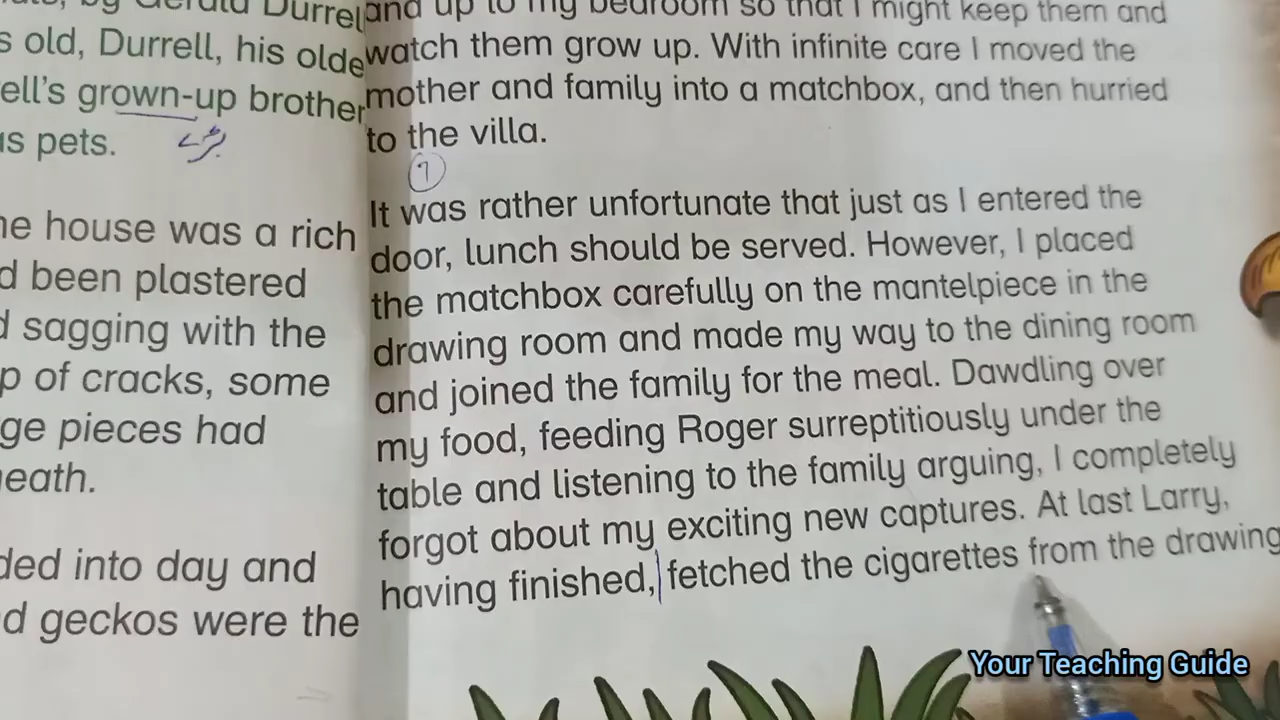 by Gerald Durrel
s old, Durrell, his olde
ell's grown-up brother
as pets.
ne house was a rich
d been plastered
d sagging with the
p of cracks, some
ge pieces had
neath.
ded into day and
d geckos were the
and up to my bedroom so that I might keep them and
watch them grow up. With infinite care I moved the
mother and family into a matchbox, and then hurried
to the villa.
7
It was rather unfortunate that just as I entered the
door, lunch should be served. However, I placed
the matchbox carefully on the mantelpiece in the
drawing room and made my way to the dining room
and joined the family for the meal. Dawdling over
my food, feeding Roger surreptitiously under the
table and listening to the family arguing, I completely
forgot about my exciting new captures. At last Larry,
having finished, fetched the cigarettes from the drawing
Your Teaching Guide